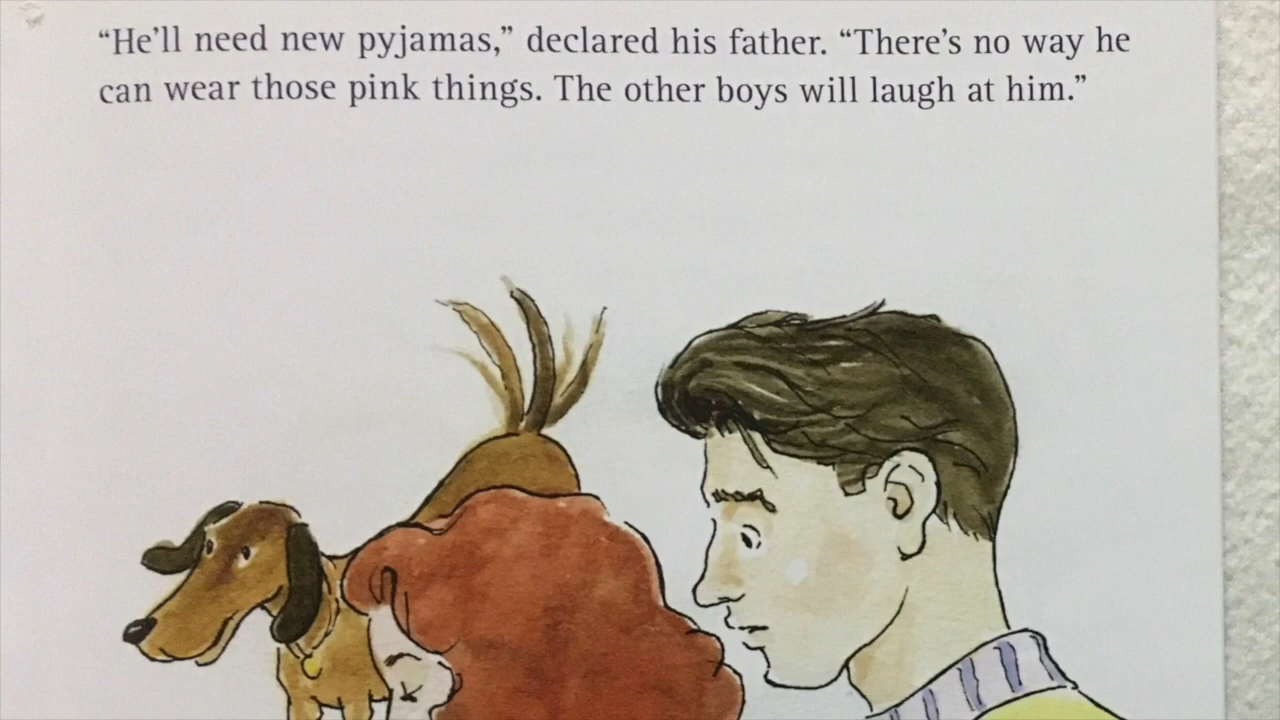 “He’ll need new pyjamas,” declared his father. “There’s no way he
can wear those pink things. The other boys will laugh at him.”